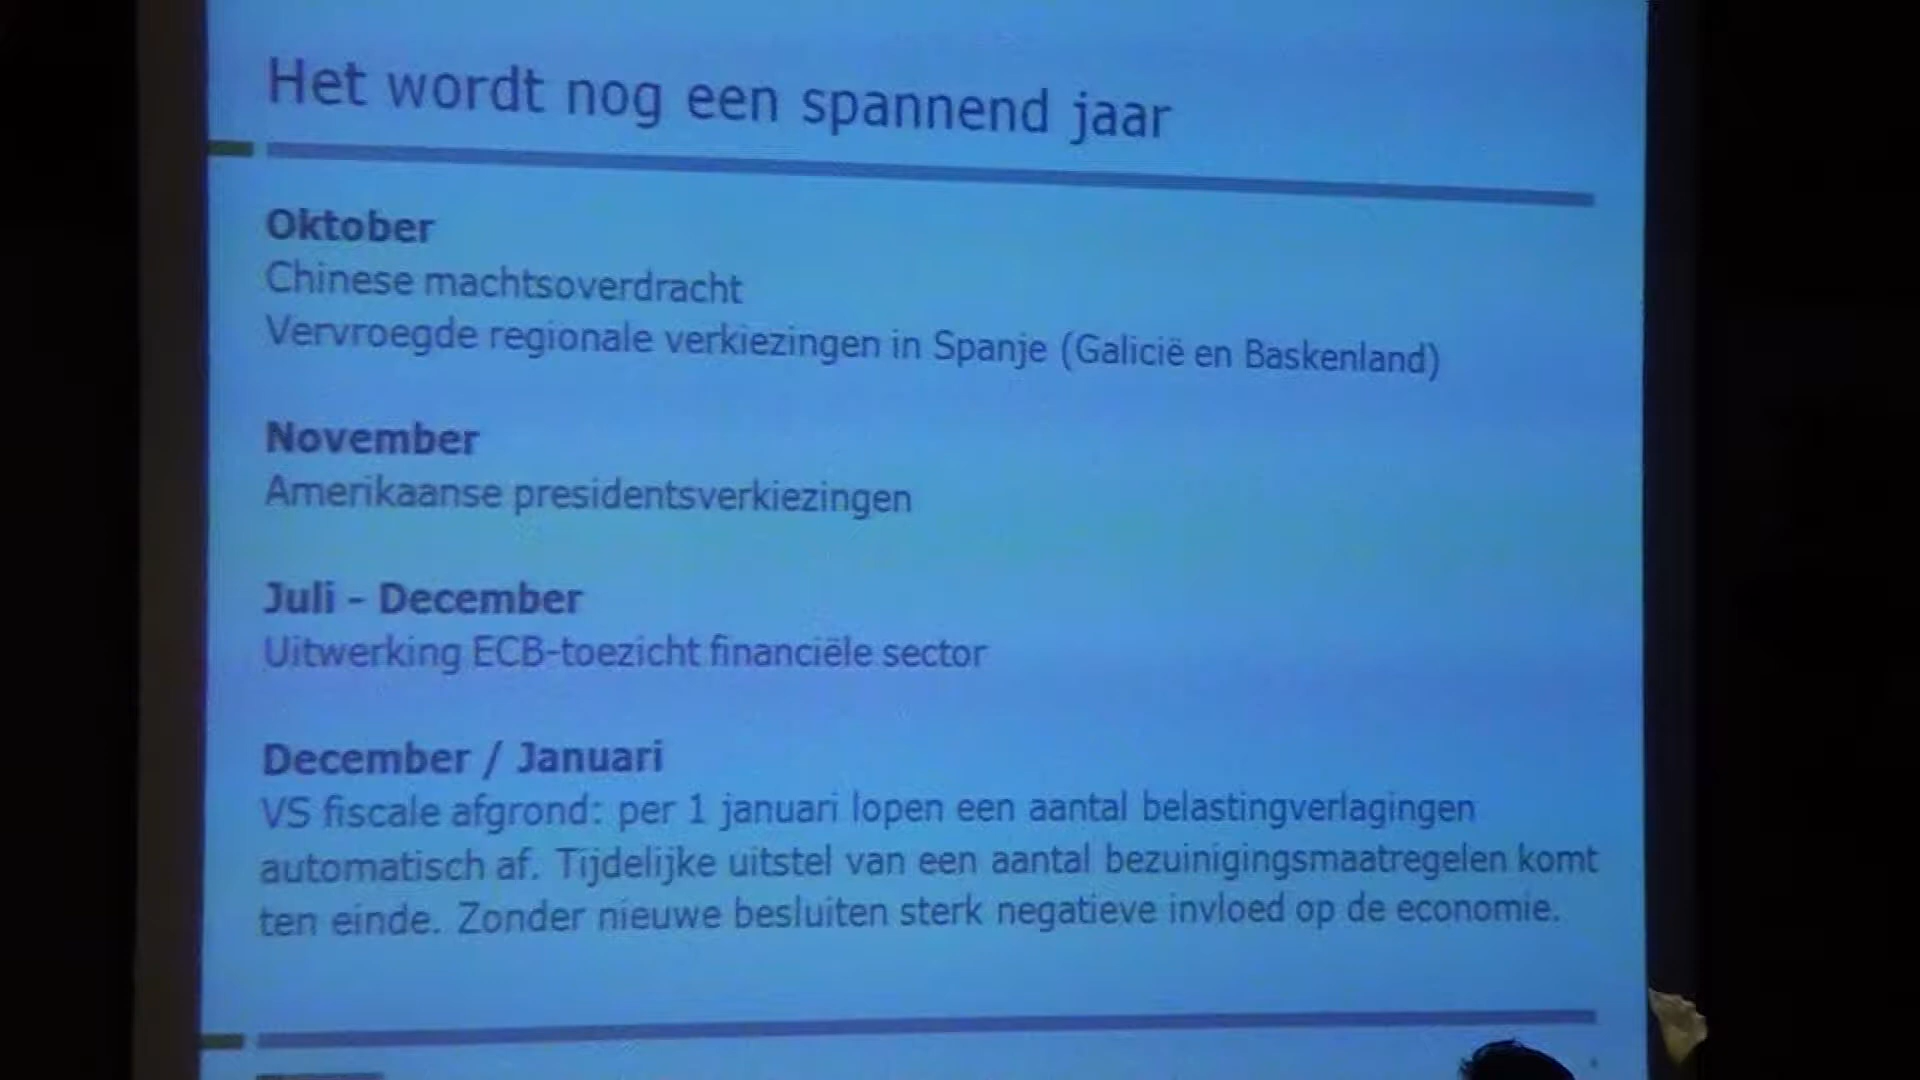 Het wordt nog een spannend jaar
Oktober
Chinese machtsoverdracht
Vervroegde regionale verkiezingen in Spanje (Galicië en Baskenland)
November
Amerikaanse presidentsverkiezingen
Juli - December
Uitwerking ECB-toezicht financiële sector
December / Januari
VS fiscale afgrond: per 1 januari lopen een aantal belastingverlagingen
automatisch af. Tijdelijke uitstel van een aantal bezuinigingsmaatregelen komt
ten einde. Zonder nieuwe besluiten sterk negatieve invloed op de economie.